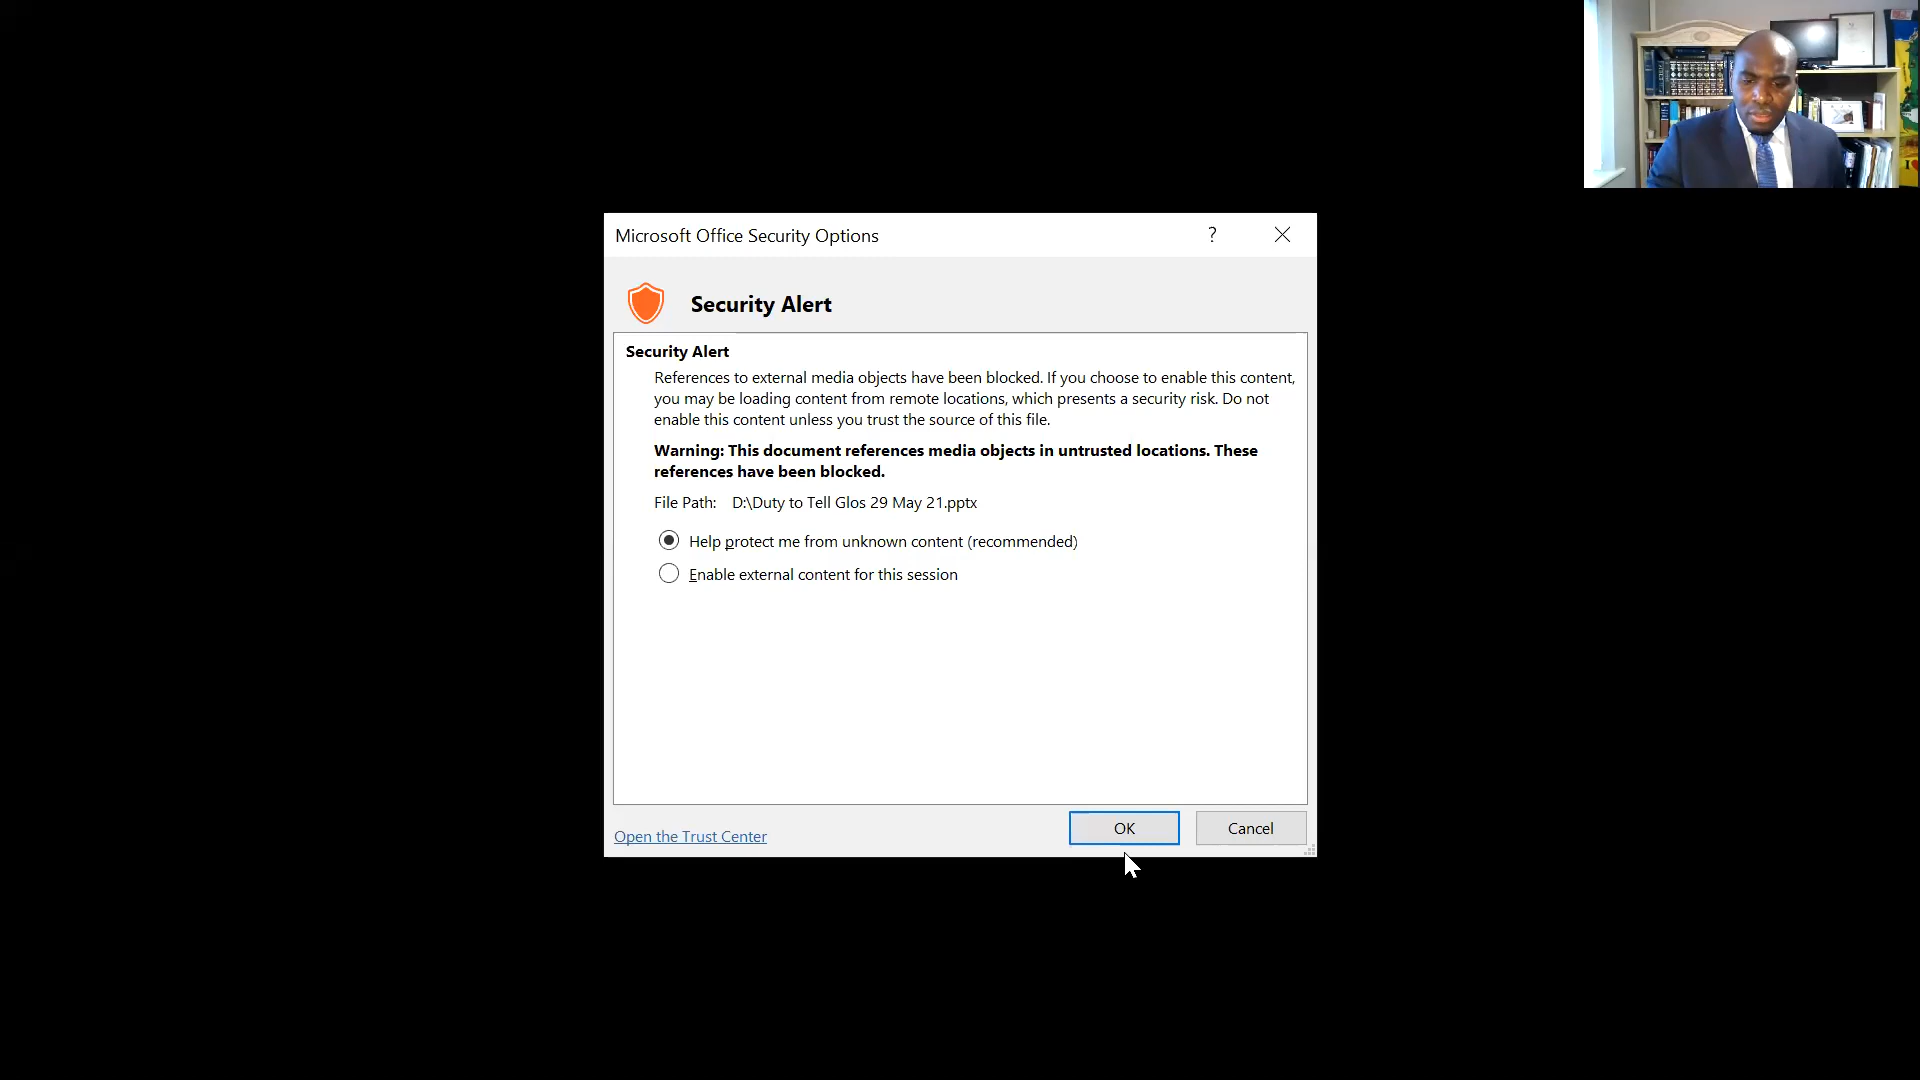 Microsoft Office Security Options
?
Security Alert
Security Alert
References to external media objects have been blocked. If you choose to enable this content,
you may be loading content from remote locations, which presents a security risk. Do not
enable this content unless you trust the source of this file.
Warning: This document references media objects in untrusted locations. These
references have been blocked.
File Path: D:\Duty to Tell Glos 29 May 21.pptx
Help protect me from unknown content (recommended)
Enable external content for this session
Open the Trust Center
OK
Cancel